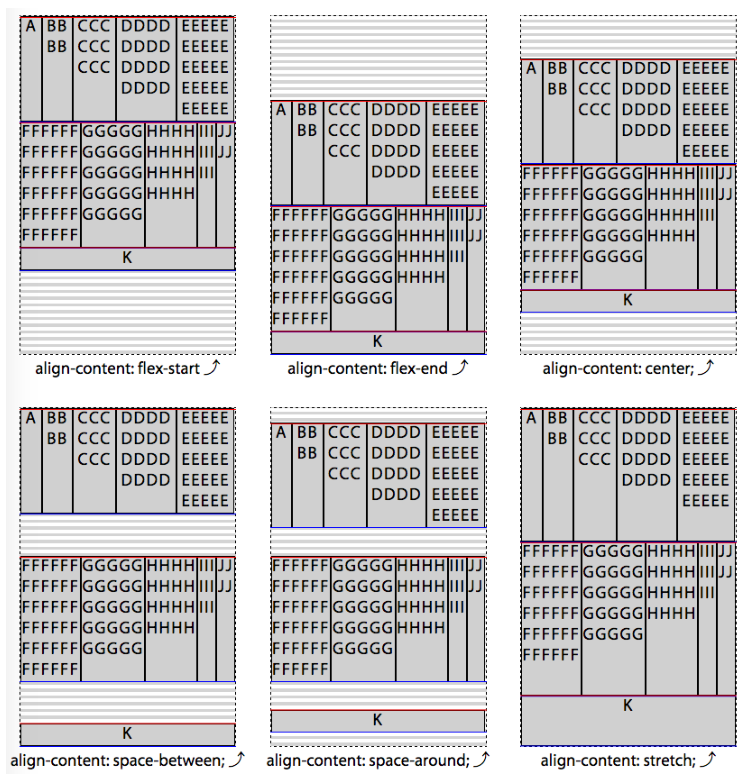 A BB CCC DDDD EEEEE
BB CCC DDDD EEEEE
CCC DDDD EEEEE
DDDD EEEEE
EEEEE
FFFFFF GGGGG HHHH III JJ
FFFFFF GGGGG HHHH III JJ
FFFFFF GGGGG HHHH III
FFFFFF GGGGG HHHH
FFFFFF GGGGG
FFFFFF
K
align-content: flex-start
A BB CCC DDDD EEEEE
BB CCC DDDD EEEEE
CCC DDDD EEEEE
DDDD EEEEE
EEEEE
FFFFFF GGGGG HHHH III JJ
FFFFFF GGGGG HHHH III JJ
FFFFFF GGGGG HHHH III
FFFFFF GGGGG HHHH
FFFFFF GGGGG
FFFFFF
K
align-content: flex-end
A BB CCC DDDD EEEEE
BB CCC DDDD EEEEE
CCC DDDD EEEEE
DDDD EEEEE
EEEEE
FFFFFF GGGGG HHHH III JJ
FFFFFF GGGGG HHHH III JJ
FFFFFF GGGGG HHHH III
FFFFFF GGGGG HHHH
FFFFFF GGGGG
FFFFFF
K
align-content: center;
A BB CCC DDDD EEEEE
BB CCC DDDD EEEEE
CCC DDDD EEEEE
DDDD EEEEE
EEEEE
FFFFFF GGGGG HHHH III JJ
FFFFFF GGGGG HHHH III JJ
FFFFFF GGGGG HHHH III
FFFFFF GGGGG HHHH
FFFFFF GGGGG
FFFFFF
K
align-content: space-between;
A BB CCC DDDD EEEEE
BB CCC DDDD EEEEE
CCC DDDD EEEEE
DDDD EEEEE
EEEEE
FFFFFF GGGGG HHHH III JJ
FFFFFF GGGGG HHHH III JJ
FFFFFF GGGGG HHHH III
FFFFFF GGGGG HHHH
FFFFFF GGGGG
FFFFFF
K
align-content: space-around;
A BB CCC DDDD EEEEE
BB CCC DDDD EEEEE
CCC DDDD EEEEE
DDDD EEEEE
EEEEE
FFFFFF GGGGG HHHH III JJ
FFFFFF GGGGG HHHH III JJ
FFFFFF GGGGG HHHH III
FFFFFF GGGGG HHHH
FFFFFF GGGGG
FFFFFF
K
align-content: stretch;